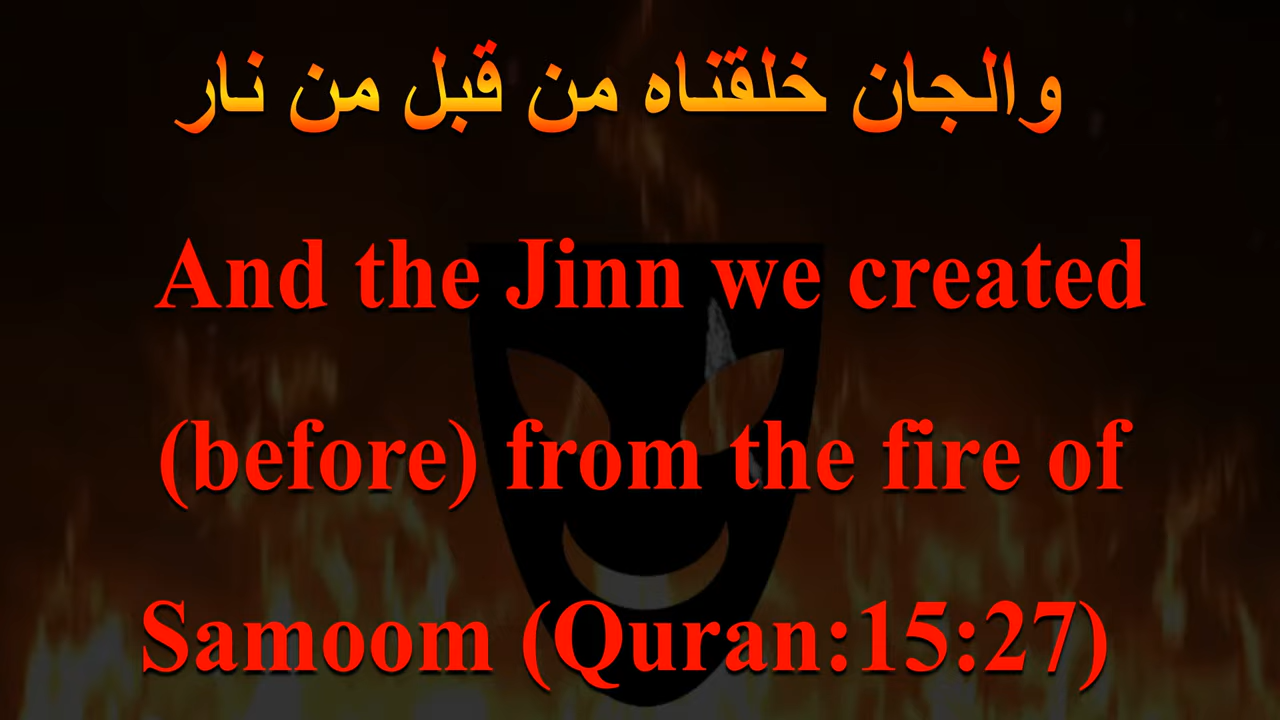 والجان خلقناه من قبل من نار
And the Jinn we created
(before) from the fire of
Samoom (Quran:15:27)